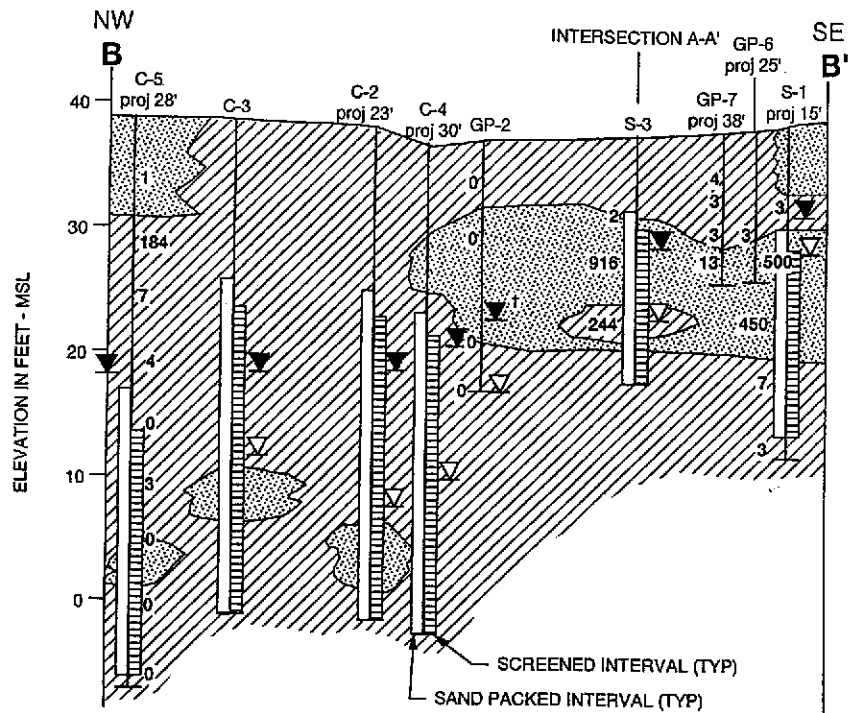 NW
SE
B
B'
INTERSECTION A-A'
GP-6
proj 25'
C-5
proj 28'
C-3
C-2
proj 23'
C-4
proj 30'
GP-2
S-3
GP-7
proj 38'
S-1
proj 15'
ELEVATION IN FEET - MSL
40
30
20
10
0
1
184
7
4
0
3
0
0
0
0
0
0
0
2
916
244
4
3
3
13
3
3
500
450
7
3
SCREENED INTERVAL (TYP)
SAND PACKED INTERVAL (TYP)